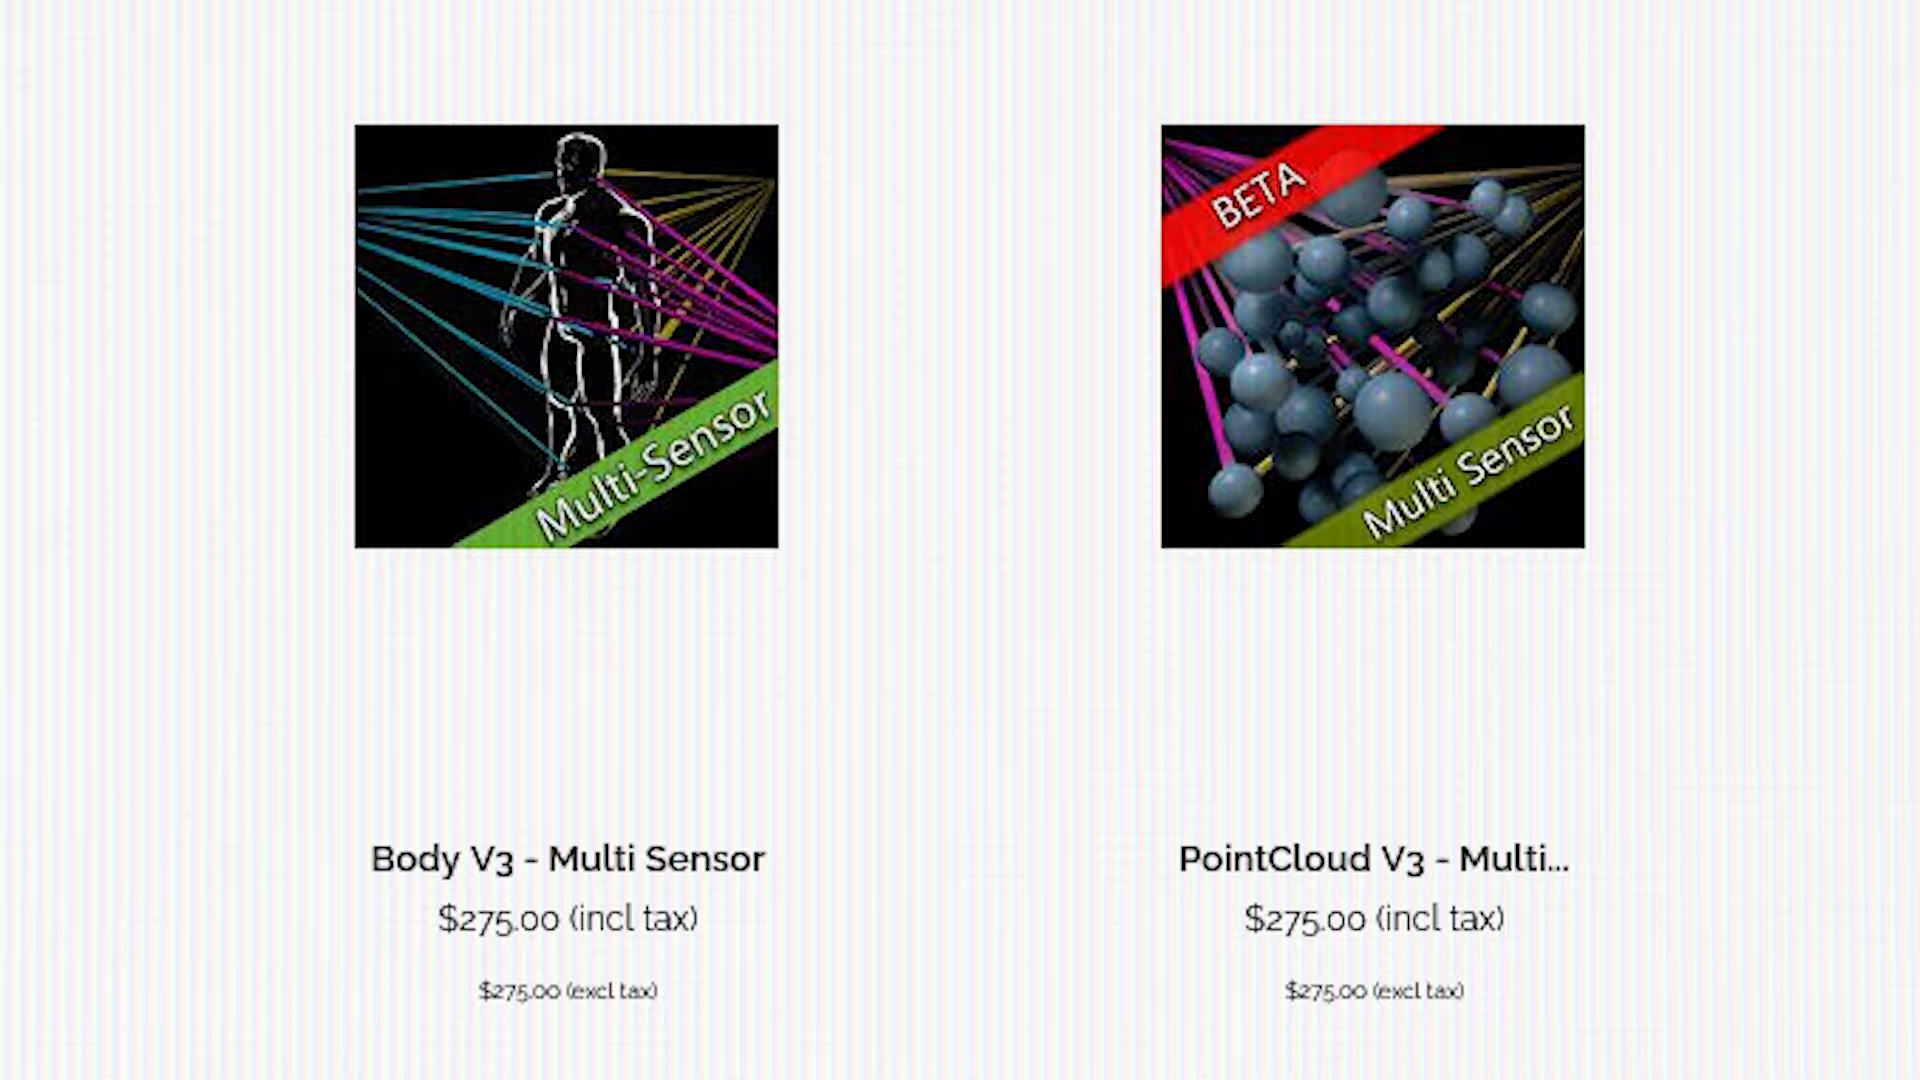 Multi-Sensor
BETA
Multi Sensor
Body V3 - Multi Sensor
$275.00 (incl tax)
$275.00 (excl tax)
PointCloud V3 - Multi...
$275.00 (incl tax)
$275.00 (excl tax)